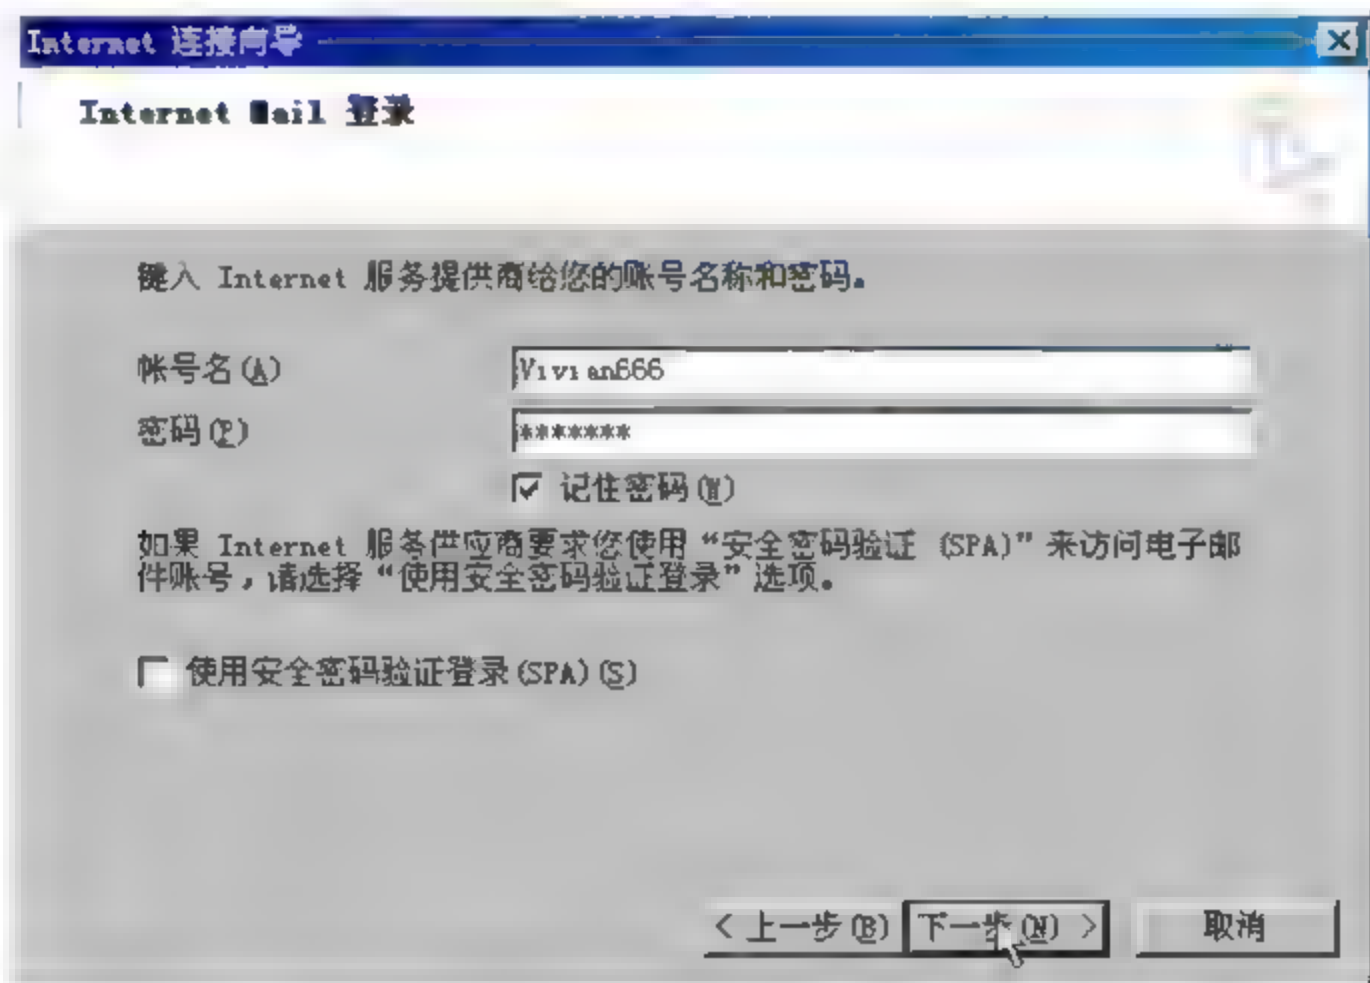 Internet 连接向导
Internet Mail 登录
键入 Internet 服务提供商给您的账号名称和密码。
帐号名(A)
Vivian666
密码(P)
*******
记住密码(W)
如果 Internet 服务供应商要求您使用“安全密码验证 (SPA)”来访问电子邮
件账号，请选择“使用安全密码验证登录”选项。
使用安全密码验证登录(SPA)(S)
< 上一步(B)
下一步(N) >
取消